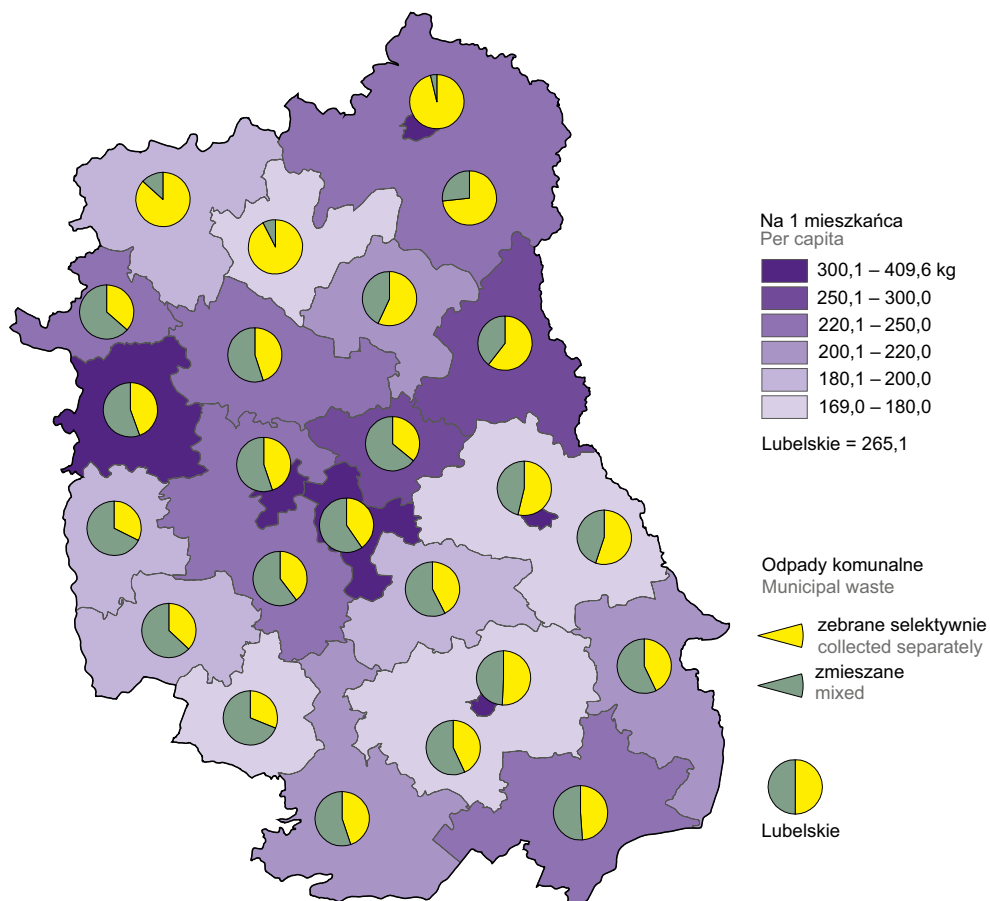 Na 1 mieszkańca
Per capita
300,1 – 409,6 kg
250,1 – 300,0
220,1 – 250,0
200,1 – 220,0
180,1 – 200,0
169,0 – 180,0
Lubelskie = 265,1
Odpady komunalne
Municipal waste
zebrane selektywnie
collected separately
zmieszane
mixed
Lubelskie